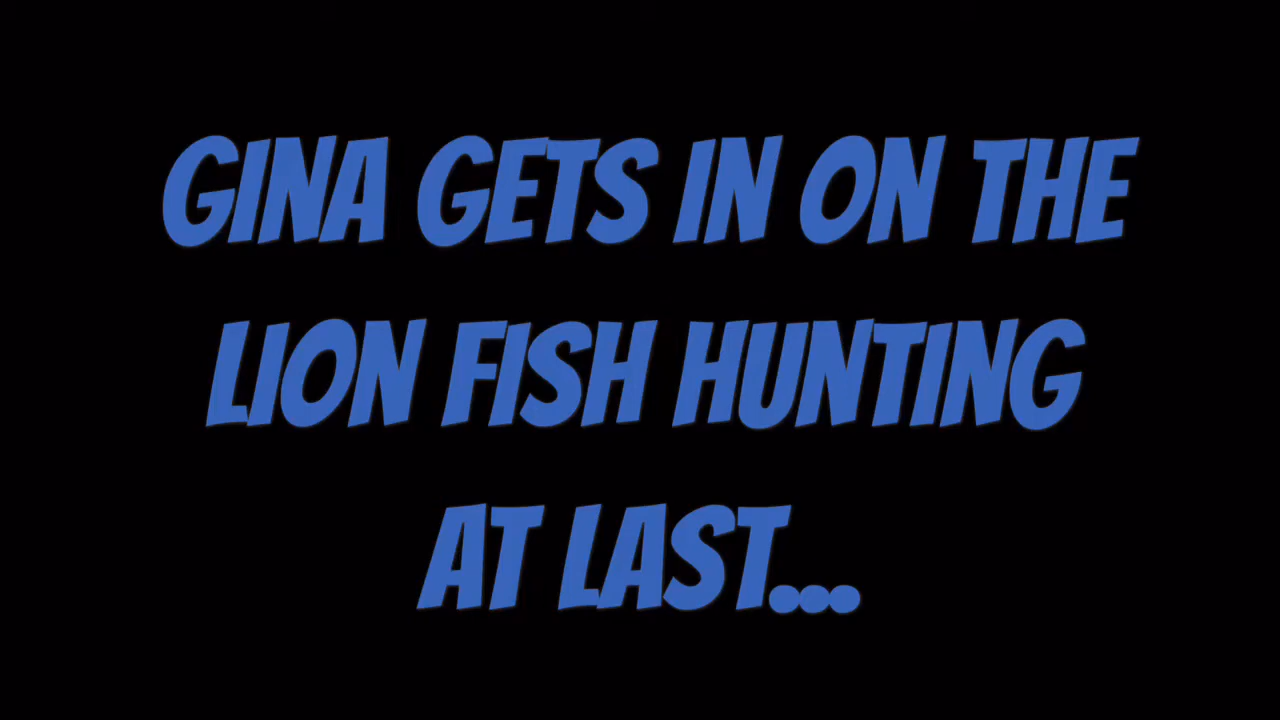 GINA GETS IN ON THE
LION FISH HUNTING
AT LAST...